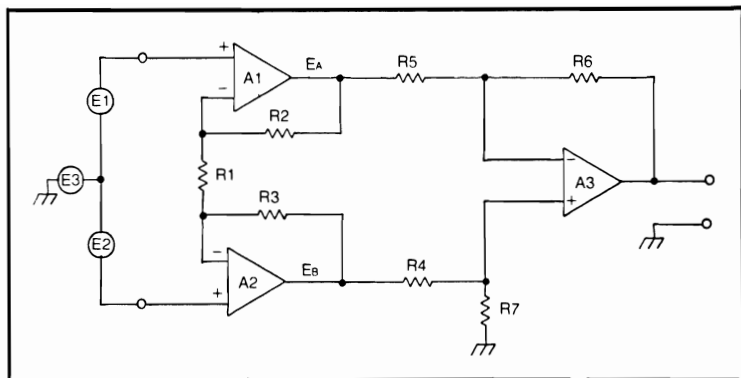 +
A1
−
EA
R5
R6
E1
R2
E3
R1
−
A3
+
R3
E2
−
A2
+
EB
R4
R7